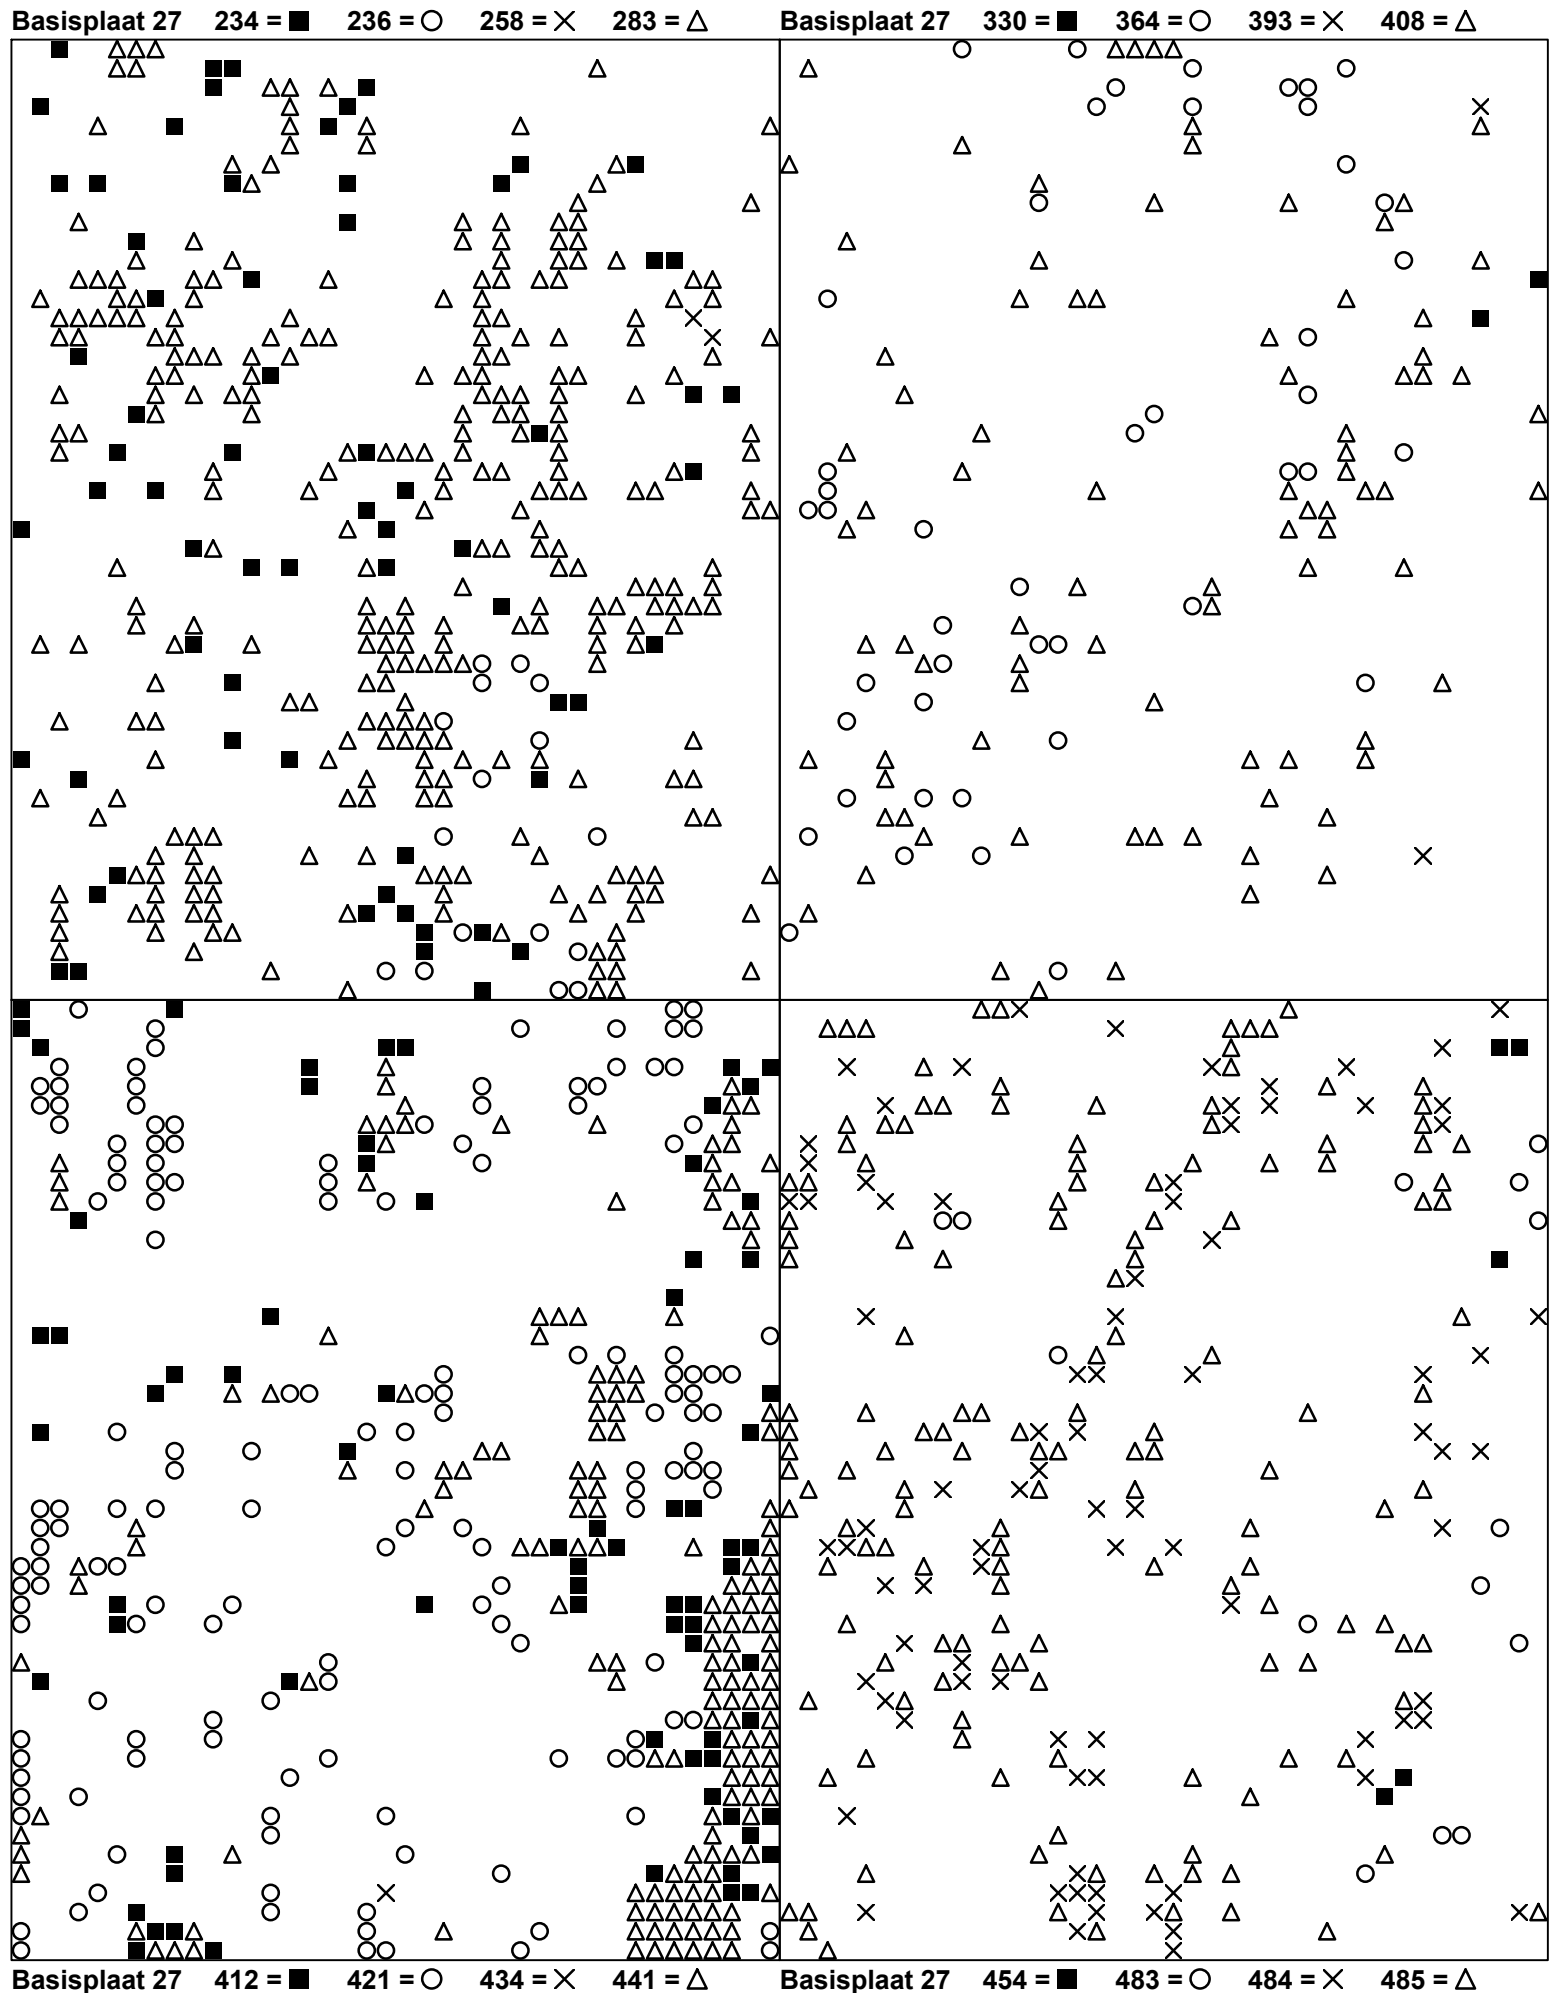 Basisplaat 27 234 = ■ 236 = ○ 258 = × 283 = △
Basisplaat 27 330 = ■ 364 = ○ 393 = × 408 = △
Basisplaat 27 412 = ■ 421 = ○ 434 = × 441 = △
Basisplaat 27 454 = ■ 483 = ○ 484 = × 485 = △